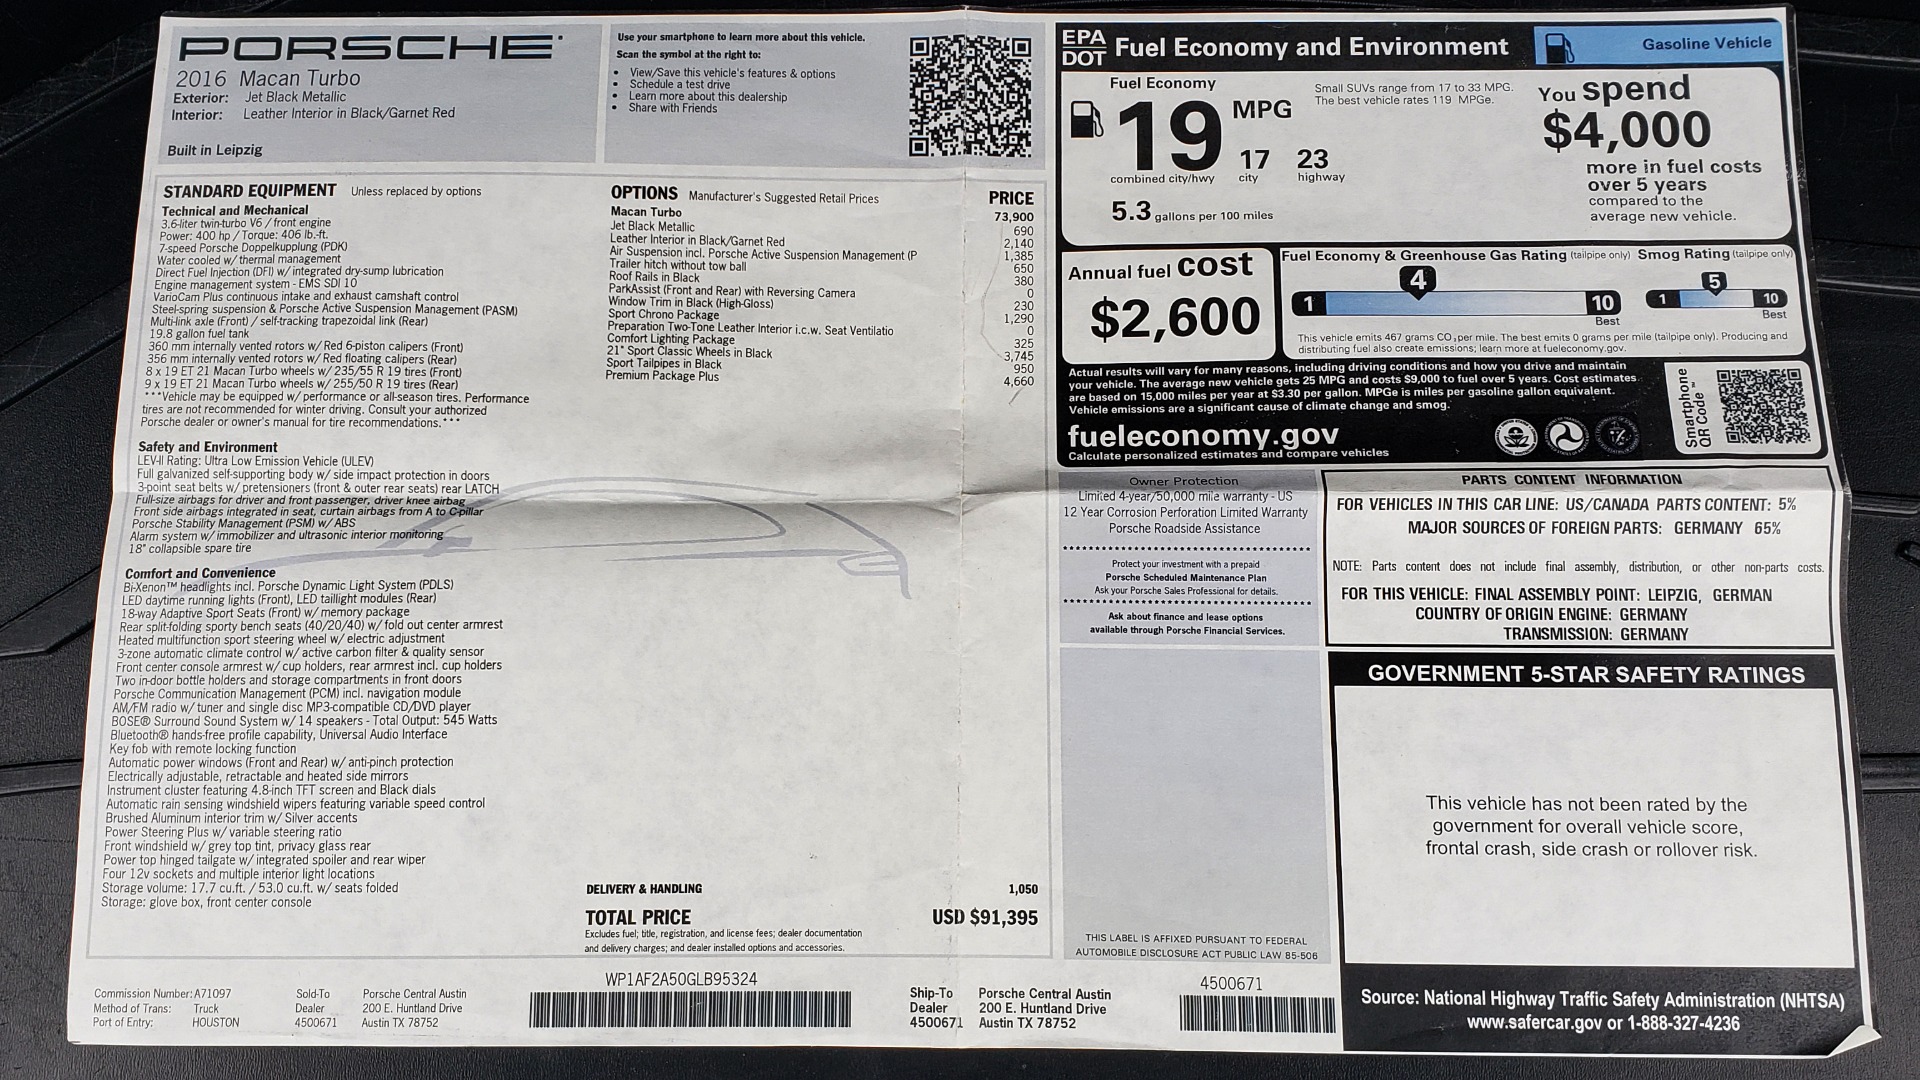 PORSCHE
2016 Macan Turbo
Exterior: Jet Black Metallic
Interior: Leather Interior in Black/Garnet Red
Built in Leipzig
Use your smartphone to learn more about this vehicle.
Scan the symbol at the right to:
• View/Save this vehicle's features & options
• Schedule a test drive
• Learn more about this dealership
• Share with Friends
STANDARD EQUIPMENT Unless replaced by options
Technical and Mechanical
3.6-liter twin-turbo V6 / front engine
Power: 400 hp / Torque: 406 lb.-ft.
7-speed Porsche Doppelkupplung (PDK)
Water cooled w/ thermal management
Direct Fuel Injection (DFI) w/ integrated dry-sump lubrication
Engine management system - EMS SDI 10
VarioCam Plus continuous intake and exhaust camshaft control
Steel-spring suspension & Porsche Active Suspension Management (PASM)
Multi-link axle (Front) / self-tracking trapezoidal link (Rear)
19.8 gallon fuel tank
360 mm internally vented rotors w/ Red 6-piston calipers (Front)
356 mm internally vented rotors w/ Red floating calipers (Rear)
8 x 19 ET 21 Macan Turbo wheels w/ 235/55 R 19 tires (Front)
9 x 19 ET 21 Macan Turbo wheels w/ 255/50 R 19 tires (Rear)
***Vehicle may be equipped w/ performance or all-season tires. Performance
tires are not recommended for winter driving. Consult your authorized
Porsche dealer or owner's manual for tire recommendations.***
Safety and Environment
LEV-II Rating: Ultra Low Emission Vehicle (ULEV)
Full galvanized self-supporting body w/ side impact protection in doors
3-point seat belts w/ pretensioners (front & outer rear seats) rear LATCH
Full-size airbags for driver and front passenger, driver knee airbag
Front side airbags integrated in seat, curtain airbags from A to C-pillar
Porsche Stability Management (PSM) w/ ABS
Alarm system w/ immobilizer and ultrasonic interior monitoring
18" collapsible spare tire
Comfort and Convenience
Bi-Xenon™ headlights incl. Porsche Dynamic Light System (PDLS)
LED daytime running lights (Front), LED taillight modules (Rear)
18-way Adaptive Sport Seats (Front) w/ memory package
Rear split-folding sporty bench seats (40/20/40) w/ fold out center armrest
Heated multifunction sport steering wheel w/ electric adjustment
3-zone automatic climate control w/ active carbon filter & quality sensor
Front center console armrest w/ cup holders, rear armrest incl. cup holders
Two in-door bottle holders and storage compartments in front doors
Porsche Communication Management (PCM) incl. navigation module
AM/FM radio w/ tuner and single disc MP3-compatible CD/DVD player
BOSE® Surround Sound System w/ 14 speakers - Total Output: 545 Watts
Bluetooth® hands-free profile capability, Universal Audio Interface
Key fob with remote locking function
Automatic power windows (Front and Rear) w/ anti-pinch protection
Electrically adjustable, retractable and heated side mirrors
Instrument cluster featuring 4.8-inch TFT screen and Black dials
Automatic rain sensing windshield wipers featuring variable speed control
Brushed Aluminum interior trim w/ Silver accents
Power Steering Plus w/ variable steering ratio
Front windshield w/ grey top tint, privacy glass rear
Power top hinged tailgate w/ integrated spoiler and rear wiper
Four 12v sockets and multiple interior light locations
Storage volume: 17.7 cu.ft. / 53.0 cu.ft. w/ seats folded
Storage: glove box, front center console
OPTIONS Manufacturer's Suggested Retail Prices PRICE
Macan Turbo 73,900
Jet Black Metallic 690
Leather Interior in Black/Garnet Red 2,140
Air Suspension incl. Porsche Active Suspension Management (P 1,385
Trailer hitch without tow ball 650
Roof Rails in Black 380
ParkAssist (Front and Rear) with Reversing Camera 0
Window Trim in Black (High-Gloss) 230
Sport Chrono Package 1,290
Preparation Two-Tone Leather Interior i.c.w. Seat Ventilatio 0
Comfort Lighting Package 325
21" Sport Classic Wheels in Black 3,745
Sport Tailpipes in Black 950
Premium Package Plus 4,660
DELIVERY & HANDLING 1,050
TOTAL PRICE USD $91,395
Excludes fuel; title, registration, and license fees; dealer documentation
and delivery charges; and dealer installed options and accessories.
Commission Number: A71097
Method of Trans: Truck
Port of Entry: HOUSTON
Sold-To Porsche Central Austin
Dealer 200 E. Huntland Drive
4500671 Austin TX 78752
WP1AF2A50GLB95324
Ship-To Porsche Central Austin
Dealer 200 E. Huntland Drive
4500671 Austin TX 78752
4500671
EPA
DOT Fuel Economy and Environment
Gasoline Vehicle
Fuel Economy
19 MPG
combined city/hwy
17 city
23 highway
5.3 gallons per 100 miles
Small SUVs range from 17 to 33 MPG.
The best vehicle rates 119 MPGe.
You spend
$4,000
more in fuel costs
over 5 years
compared to the
average new vehicle.
Annual fuel cost
$2,600
Fuel Economy & Greenhouse Gas Rating (tailpipe only)
4
1 10
Best
Smog Rating (tailpipe only)
5
1 10
Best
This vehicle emits 467 grams CO2 per mile. The best emits 0 grams per mile (tailpipe only). Producing and
distributing fuel also create emissions; learn more at fueleconomy.gov.
Actual results will vary for many reasons, including driving conditions and how you drive and maintain
your vehicle. The average new vehicle gets 25 MPG and costs $9,000 to fuel over 5 years. Cost estimates
are based on 15,000 miles per year at $3.30 per gallon. MPGe is miles per gasoline gallon equivalent.
Vehicle emissions are a significant cause of climate change and smog.
fueleconomy.gov
Calculate personalized estimates and compare vehicles
Smartphone
QR Code™
Owner Protection
Limited 4-year/50,000 mile warranty - US
12 Year Corrosion Perforation Limited Warranty
Porsche Roadside Assistance
Protect your investment with a prepaid
Porsche Scheduled Maintenance Plan
Ask your Porsche Sales Professional for details.
Ask about finance and lease options
available through Porsche Financial Services.
THIS LABEL IS AFFIXED PURSUANT TO FEDERAL
AUTOMOBILE DISCLOSURE ACT PUBLIC LAW 85-506
PARTS CONTENT INFORMATION
FOR VEHICLES IN THIS CAR LINE: US/CANADA PARTS CONTENT: 5%
MAJOR SOURCES OF FOREIGN PARTS: GERMANY 65%
NOTE: Parts content does not include final assembly, distribution, or other non-parts costs.
FOR THIS VEHICLE: FINAL ASSEMBLY POINT: LEIPZIG, GERMAN
COUNTRY OF ORIGIN ENGINE: GERMANY
TRANSMISSION: GERMANY
GOVERNMENT 5-STAR SAFETY RATINGS
This vehicle has not been rated by the
government for overall vehicle score,
frontal crash, side crash or rollover risk.
Source: National Highway Traffic Safety Administration (NHTSA)
www.safercar.gov or 1-888-327-4236